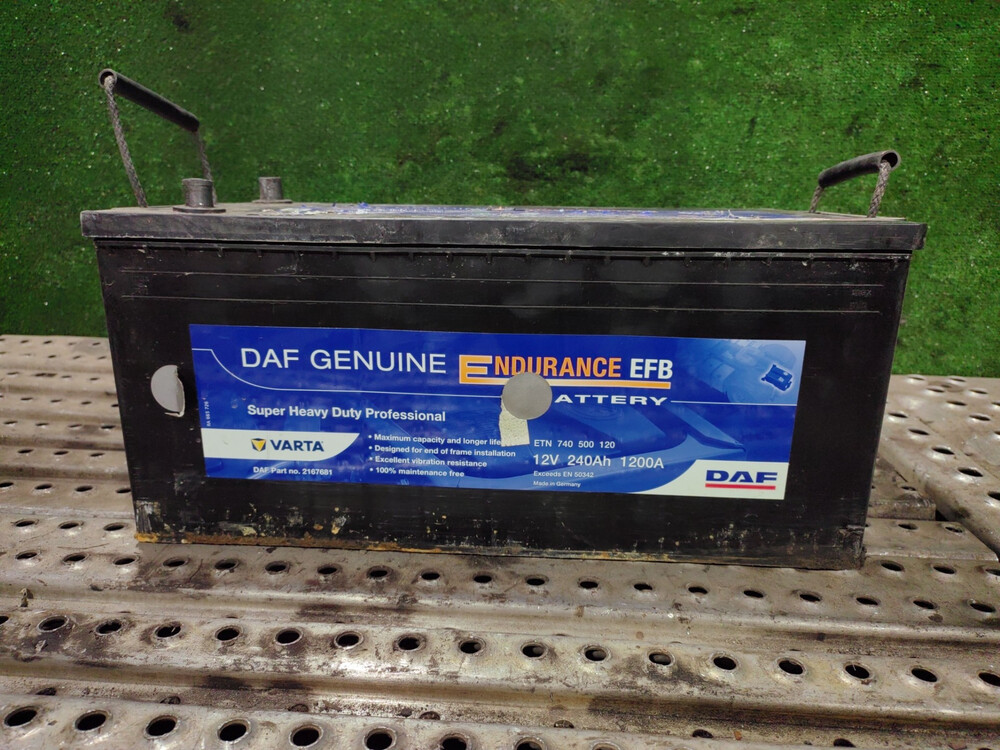 DAF GENUINE ENDURANCE EFB
ATTERY
Super Heavy Duty Professional
VARTA
DAF Part no. 2167681
• Maximum capacity and longer life
• Designed for end of frame installation
• Excellent vibration resistance
• 100% maintenance free
ETN 740 500 120
12V 240Ah 1200A
Exceeds EN 50342
Made in Germany
DAF